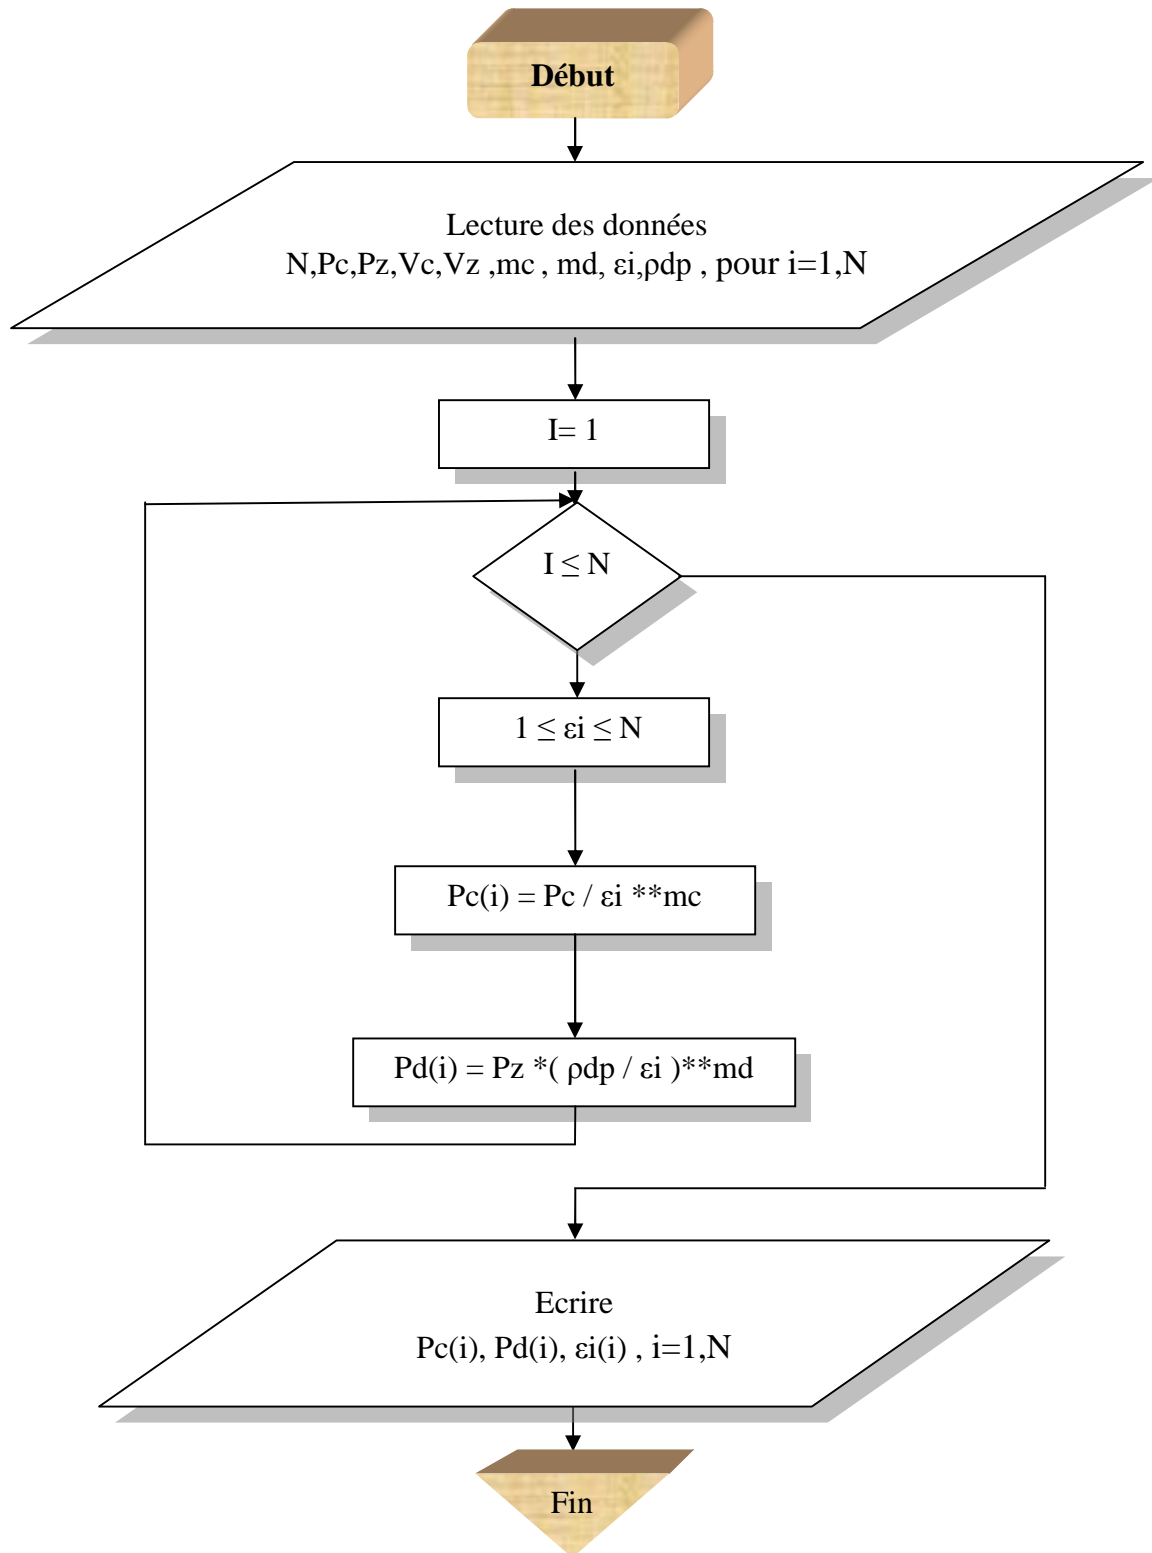 Début
Lecture des données
N,Pc,Pz,Vc,Vz ,mc , md, εi,ρdp , pour i=1,N
I= 1
I ≤ N
1 ≤ εi ≤ N
Pc(i) = Pc / εi **mc
Pd(i) = Pz *( ρdp / εi )**md
Ecrire
Pc(i), Pd(i), εi(i) , i=1,N
Fin